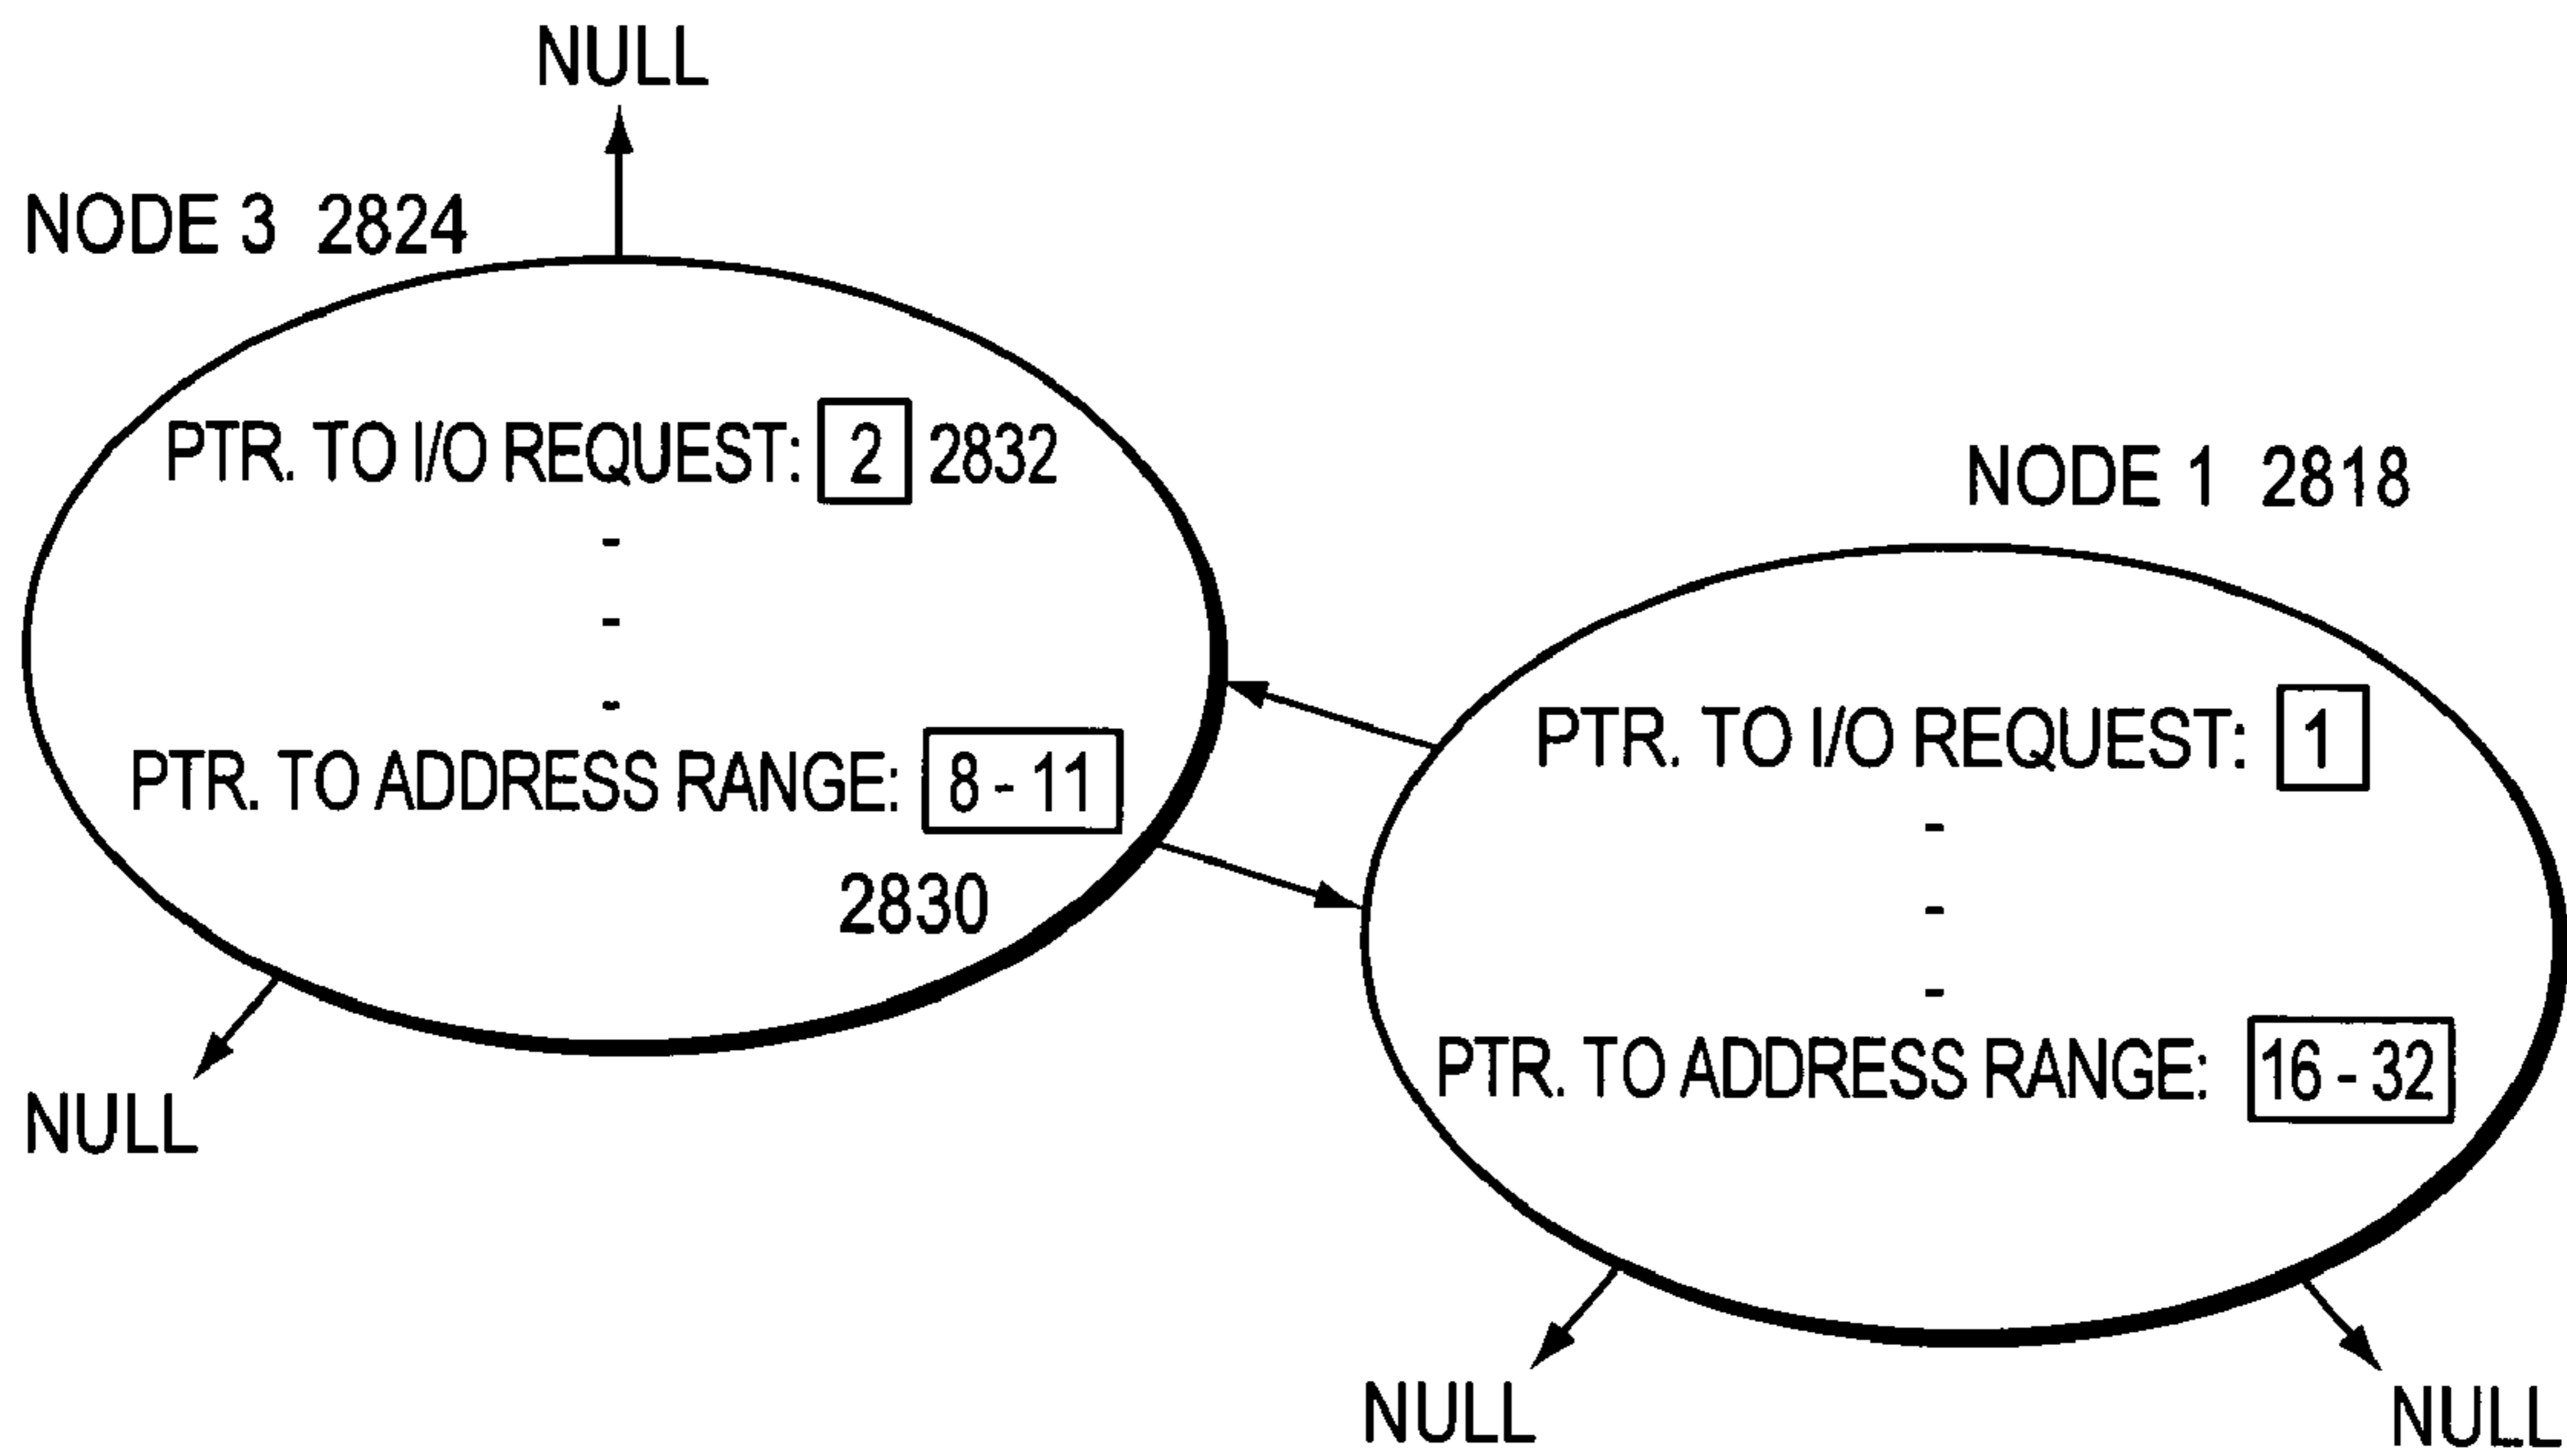 NULL
NODE 3 2824
PTR. TO I/O REQUEST: 2 2832
-
-
-
PTR. TO ADDRESS RANGE: 8 - 11
2830
NULL
NODE 1 2818
PTR. TO I/O REQUEST: 1
-
-
-
PTR. TO ADDRESS RANGE: 16 - 32
NULL
NULL